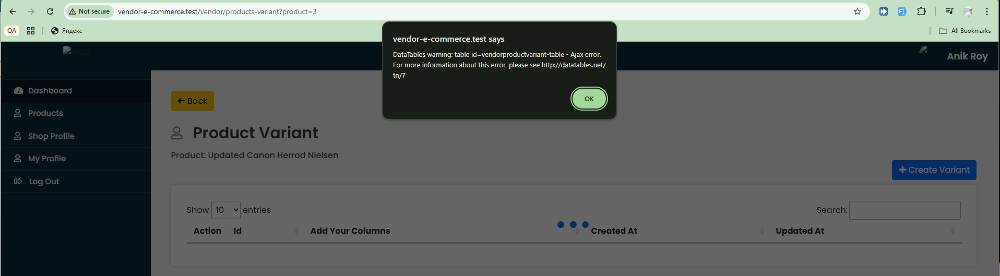 Not secure
vendor-e-commerce.test/vendor/products-variant?product=3
QA
Яндекс
All Bookmarks
vendor-e-commerce.test says
DataTables warning: table id=vendorproductvariant-table - Ajax error.
For more information about this error, please see http://datatables.net/
tn/7
OK
logo
Anik Roy
Dashboard
Products
Shop Profile
My Profile
Log Out
Back
Product Variant
Product: Updated Canon Herrod Nielsen
Create Variant
Show 10 entries
Search:
Action Id Add Your Columns Created At Updated At